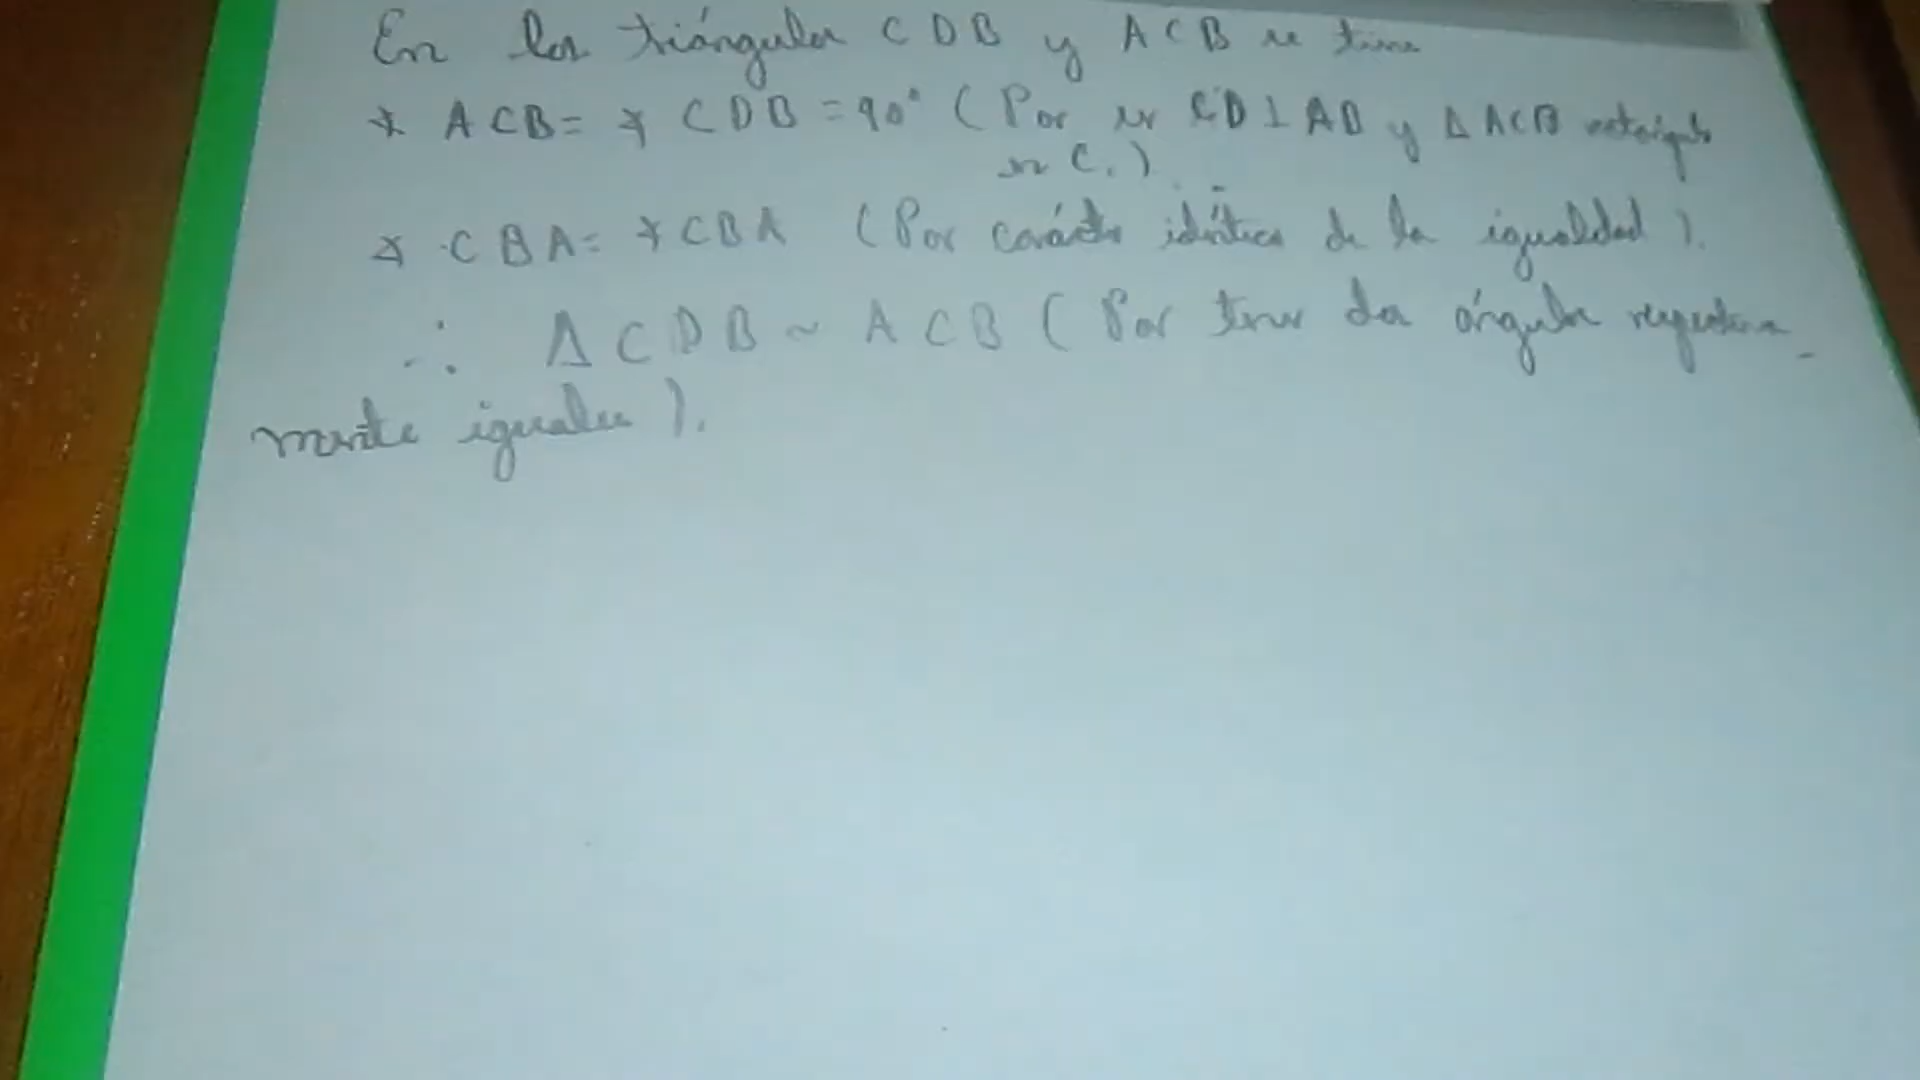 En los triángulos CDB y ACB se tiene
∡ ACB = ∡ CDB = 90° (Por ser CD ⊥ AB y Δ ACB rectángulo
en C.)
∡ CBA = ∡ CBA (Por carácter idéntico de la igualdad).
∴ Δ CDB ~ ACB (Por tener dos ángulos respectiva-
mente iguales).